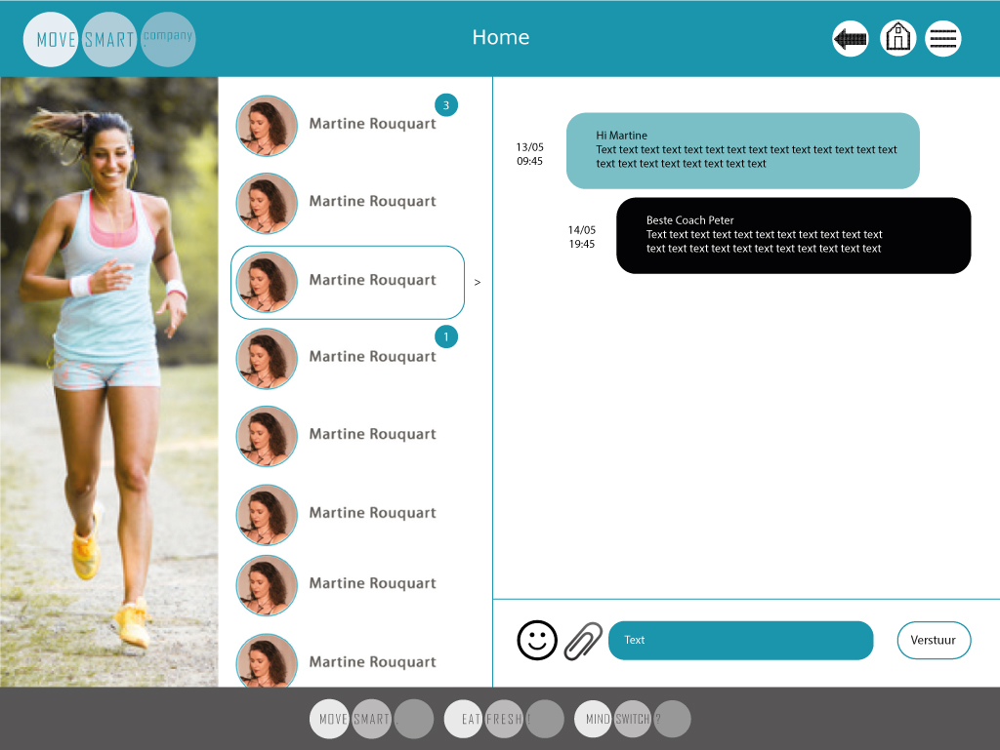 MOVE SMART .company
Home
3
Martine Rouquart
Martine Rouquart
Martine Rouquart
>
1
Martine Rouquart
Martine Rouquart
Martine Rouquart
Martine Rouquart
Martine Rouquart
13/05
09:45
Hi Martine
Text text text text text text text text text text text text text text
text text text text text text text text
14/05
19:45
Beste Coach Peter
Text text text text text text text text text text text
text text text text text text text text text text text
Text
Verstuur
MOVE SMART .
EAT FRESH !
MIND SWITCH ?